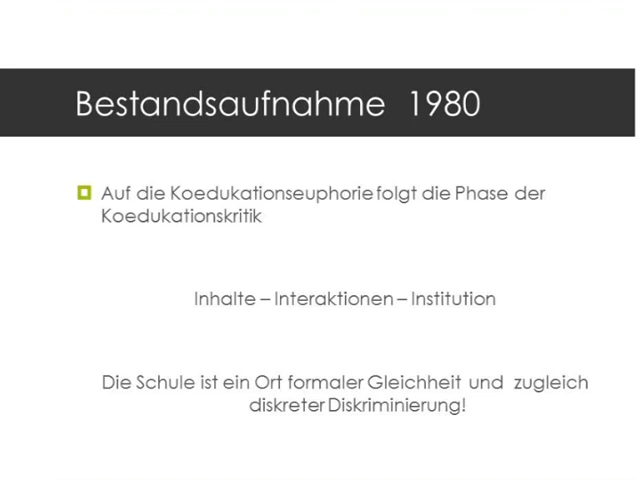 Bestandsaufnahme 1980
Auf die Koedukationseuphorie folgt die Phase der
Koedukationskritik
Inhalte – Interaktionen – Institution
Die Schule ist ein Ort formaler Gleichheit und zugleich
diskreter Diskriminierung!